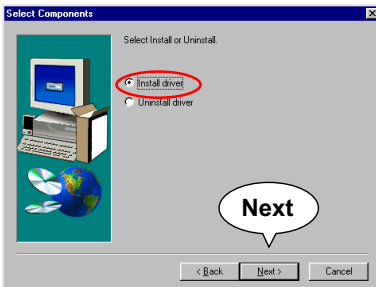 Select Components
Select Install or Uninstall.
Install driver
Uninstall driver
Next
< Back
Next >
Cancel